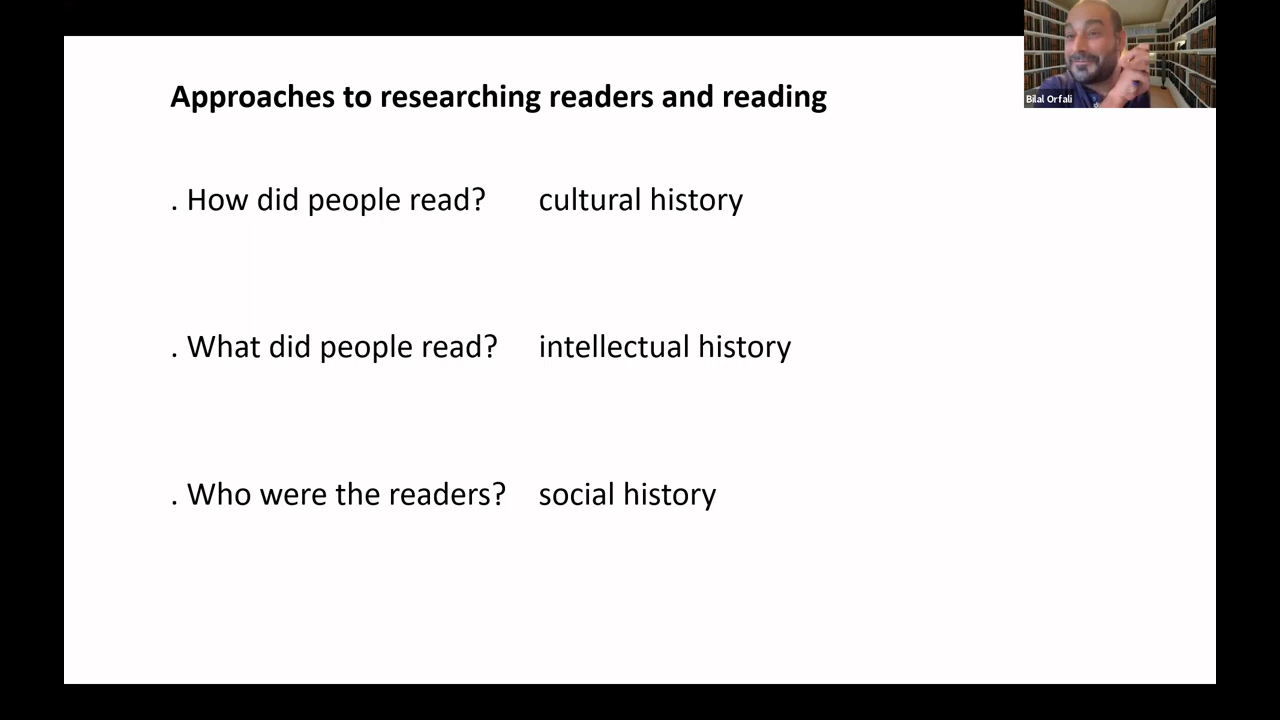 Approaches to researching readers and reading
. How did people read? cultural history
. What did people read? intellectual history
. Who were the readers? social history
Bilal Orfali